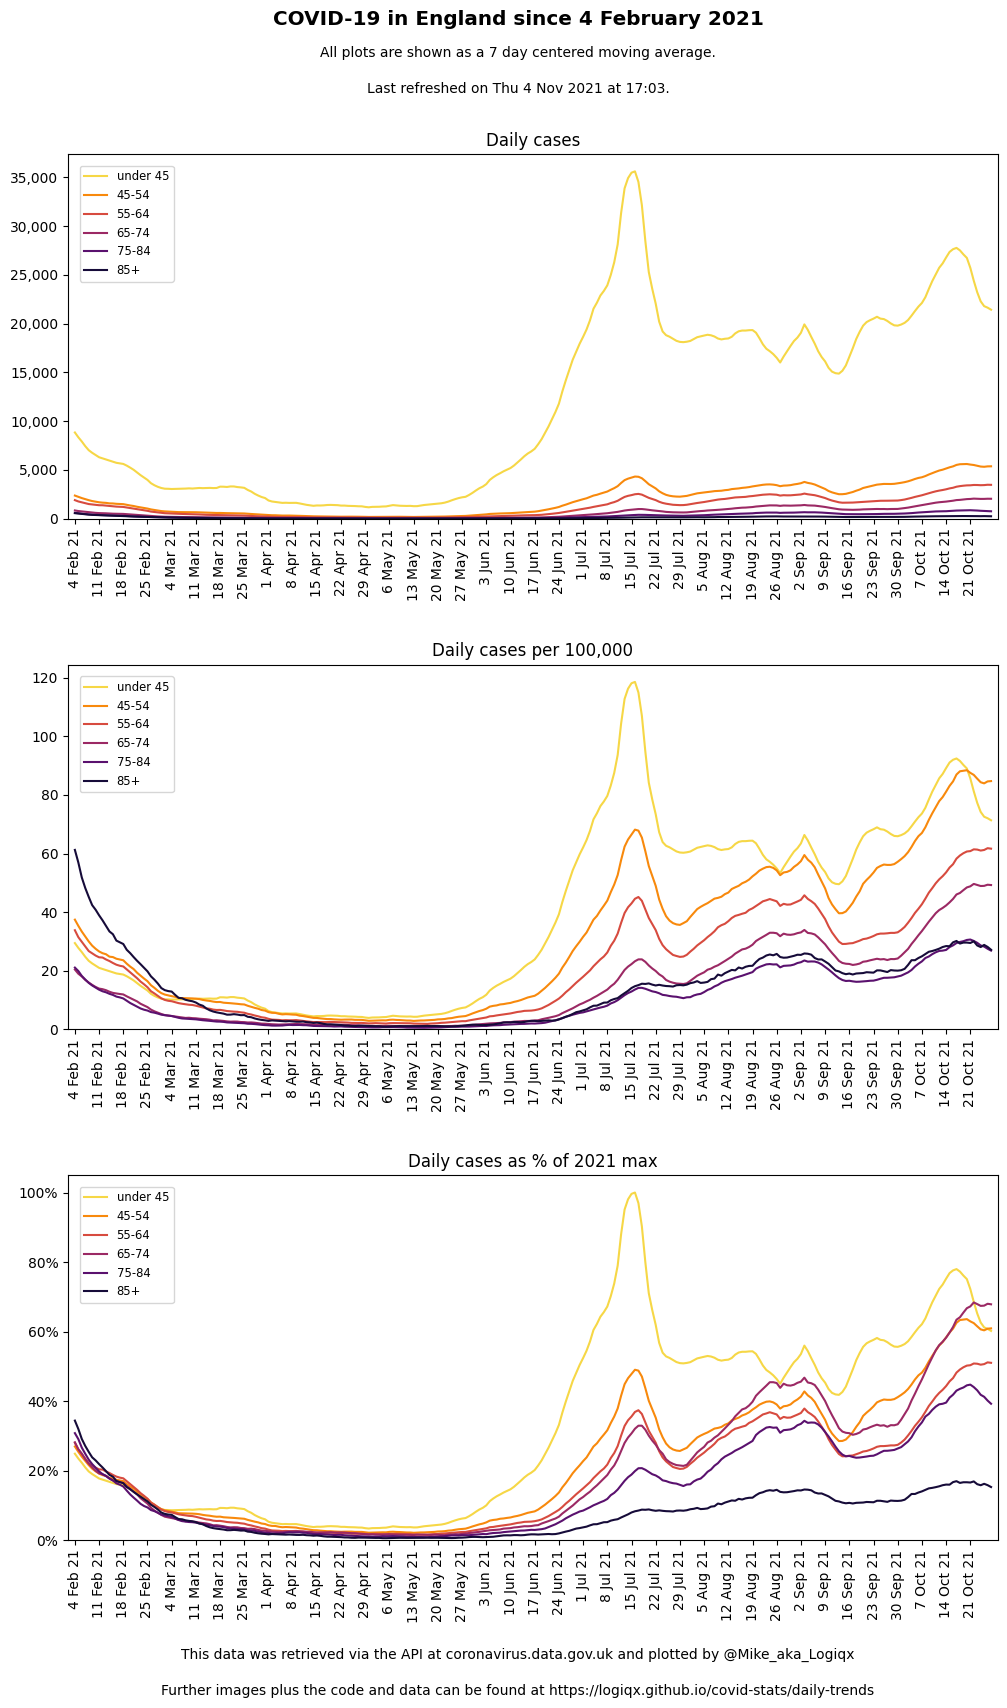 COVID-19 in England since 4 February 2021
All plots are shown as a 7 day centered moving average.
Last refreshed on Thu 4 Nov 2021 at 17:03.
Daily cases
35,000
30,000
25,000
20,000
15,000
10,000
5,000
0
under 45
45-54
55-64
65-74
75-84
85+
4 Feb 21
11 Feb 21
18 Feb 21
25 Feb 21
4 Mar 21
11 Mar 21
18 Mar 21
25 Mar 21
1 Apr 21
8 Apr 21
15 Apr 21
22 Apr 21
29 Apr 21
6 May 21
13 May 21
20 May 21
27 May 21
3 Jun 21
10 Jun 21
17 Jun 21
24 Jun 21
1 Jul 21
8 Jul 21
15 Jul 21
22 Jul 21
29 Jul 21
5 Aug 21
12 Aug 21
19 Aug 21
26 Aug 21
2 Sep 21
9 Sep 21
16 Sep 21
23 Sep 21
30 Sep 21
7 Oct 21
14 Oct 21
21 Oct 21
Daily cases per 100,000
120
100
80
60
40
20
0
under 45
45-54
55-64
65-74
75-84
85+
4 Feb 21
11 Feb 21
18 Feb 21
25 Feb 21
4 Mar 21
11 Mar 21
18 Mar 21
25 Mar 21
1 Apr 21
8 Apr 21
15 Apr 21
22 Apr 21
29 Apr 21
6 May 21
13 May 21
20 May 21
27 May 21
3 Jun 21
10 Jun 21
17 Jun 21
24 Jun 21
1 Jul 21
8 Jul 21
15 Jul 21
22 Jul 21
29 Jul 21
5 Aug 21
12 Aug 21
19 Aug 21
26 Aug 21
2 Sep 21
9 Sep 21
16 Sep 21
23 Sep 21
30 Sep 21
7 Oct 21
14 Oct 21
21 Oct 21
Daily cases as % of 2021 max
100%
80%
60%
40%
20%
0%
under 45
45-54
55-64
65-74
75-84
85+
4 Feb 21
11 Feb 21
18 Feb 21
25 Feb 21
4 Mar 21
11 Mar 21
18 Mar 21
25 Mar 21
1 Apr 21
8 Apr 21
15 Apr 21
22 Apr 21
29 Apr 21
6 May 21
13 May 21
20 May 21
27 May 21
3 Jun 21
10 Jun 21
17 Jun 21
24 Jun 21
1 Jul 21
8 Jul 21
15 Jul 21
22 Jul 21
29 Jul 21
5 Aug 21
12 Aug 21
19 Aug 21
26 Aug 21
2 Sep 21
9 Sep 21
16 Sep 21
23 Sep 21
30 Sep 21
7 Oct 21
14 Oct 21
21 Oct 21
This data was retrieved via the API at coronavirus.data.gov.uk and plotted by @Mike_aka_Logiqx
Further images plus the code and data can be found at https://logiqx.github.io/covid-stats/daily-trends